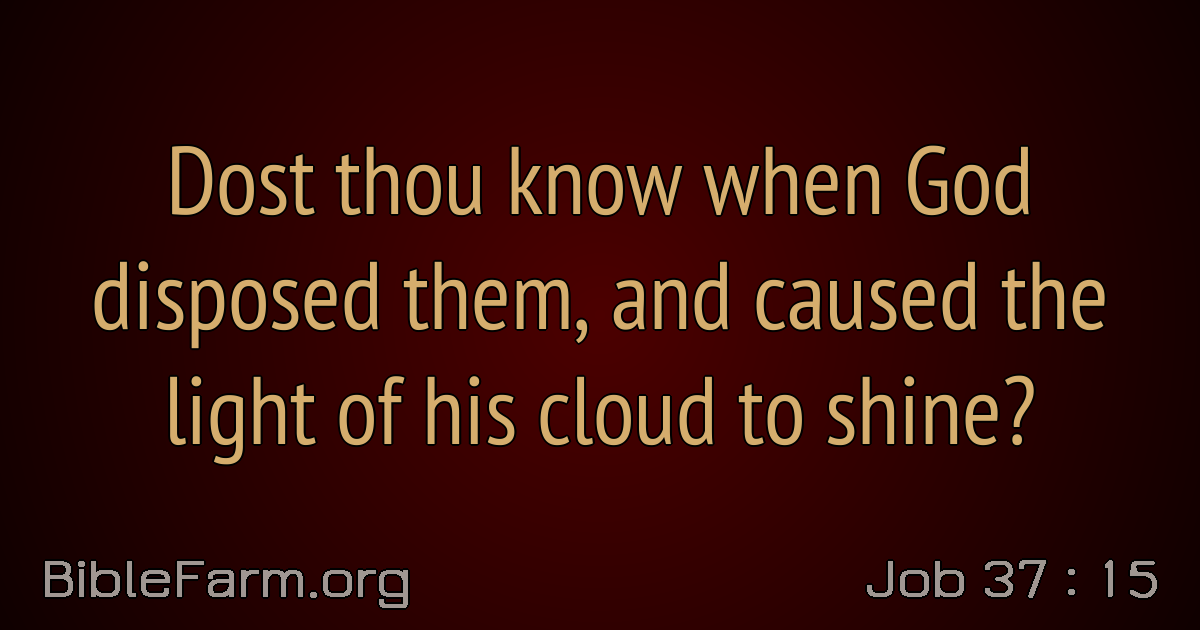 Dost thou know when God
disposed them, and caused the
light of his cloud to shine?
BibleFarm.org
Job 37 : 15